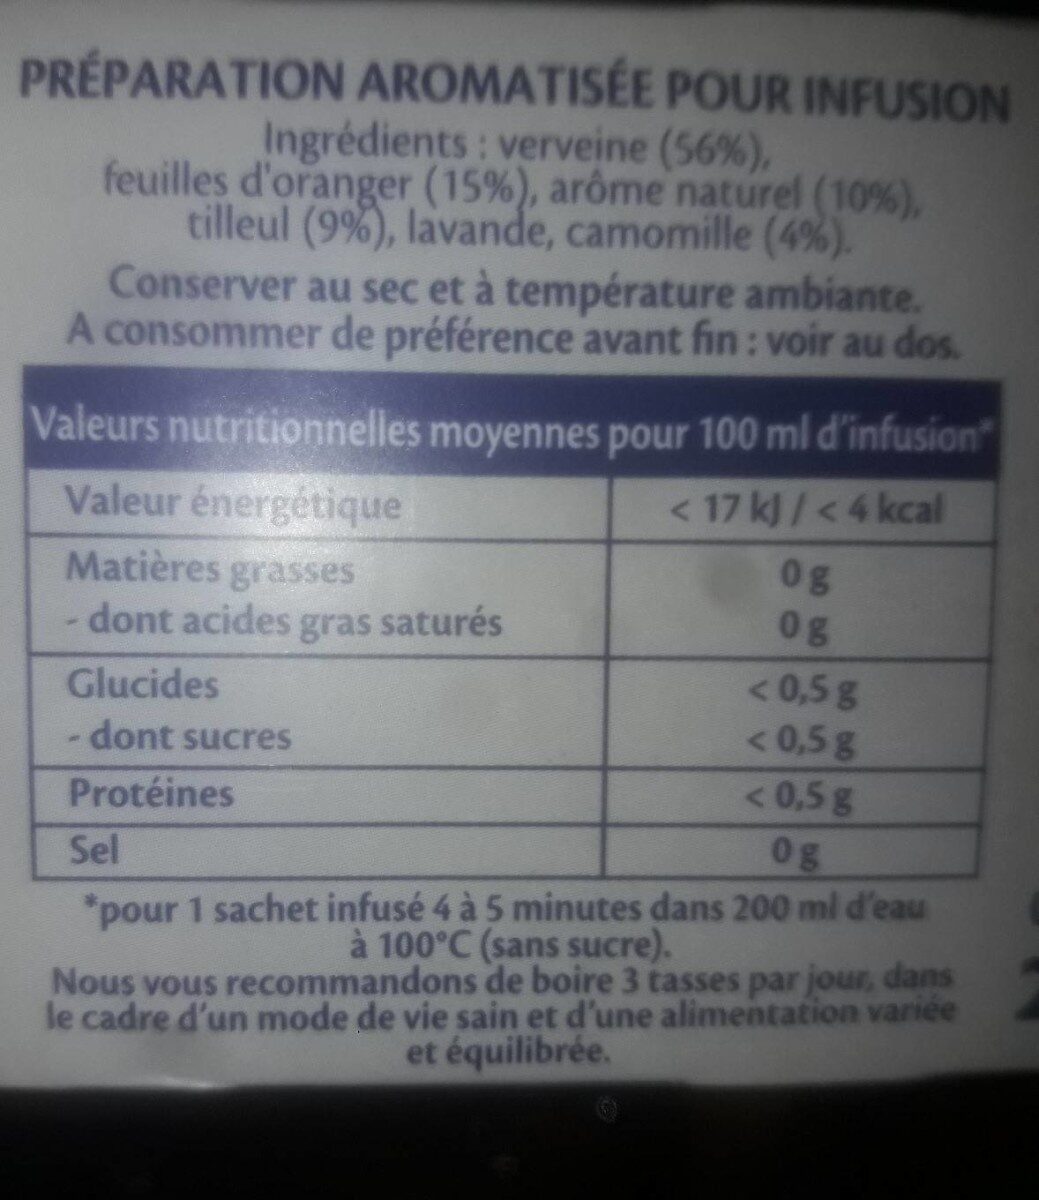 PRÉPARATION AROMATISÉE POUR INFUSION
Ingrédients : verveine (56%),
feuilles d'oranger (15%), arôme naturel (10%),
tilleul (9%), lavande, camomille (4%).
Conserver au sec et à température ambiante.
A consommer de préférence avant fin : voir au dos.
Valeurs nutritionnelles moyennes pour 100 ml d'infusion*
Valeur énergétique < 17 kJ / < 4 kcal
Matières grasses 0 g
- dont acides gras saturés 0 g
Glucides < 0,5 g
- dont sucres < 0,5 g
Protéines < 0,5 g
Sel 0 g
*pour 1 sachet infusé 4 à 5 minutes dans 200 ml d'eau
à 100°C (sans sucre).
Nous vous recommandons de boire 3 tasses par jour, dans
le cadre d'un mode de vie sain et d'une alimentation variée
et équilibrée.